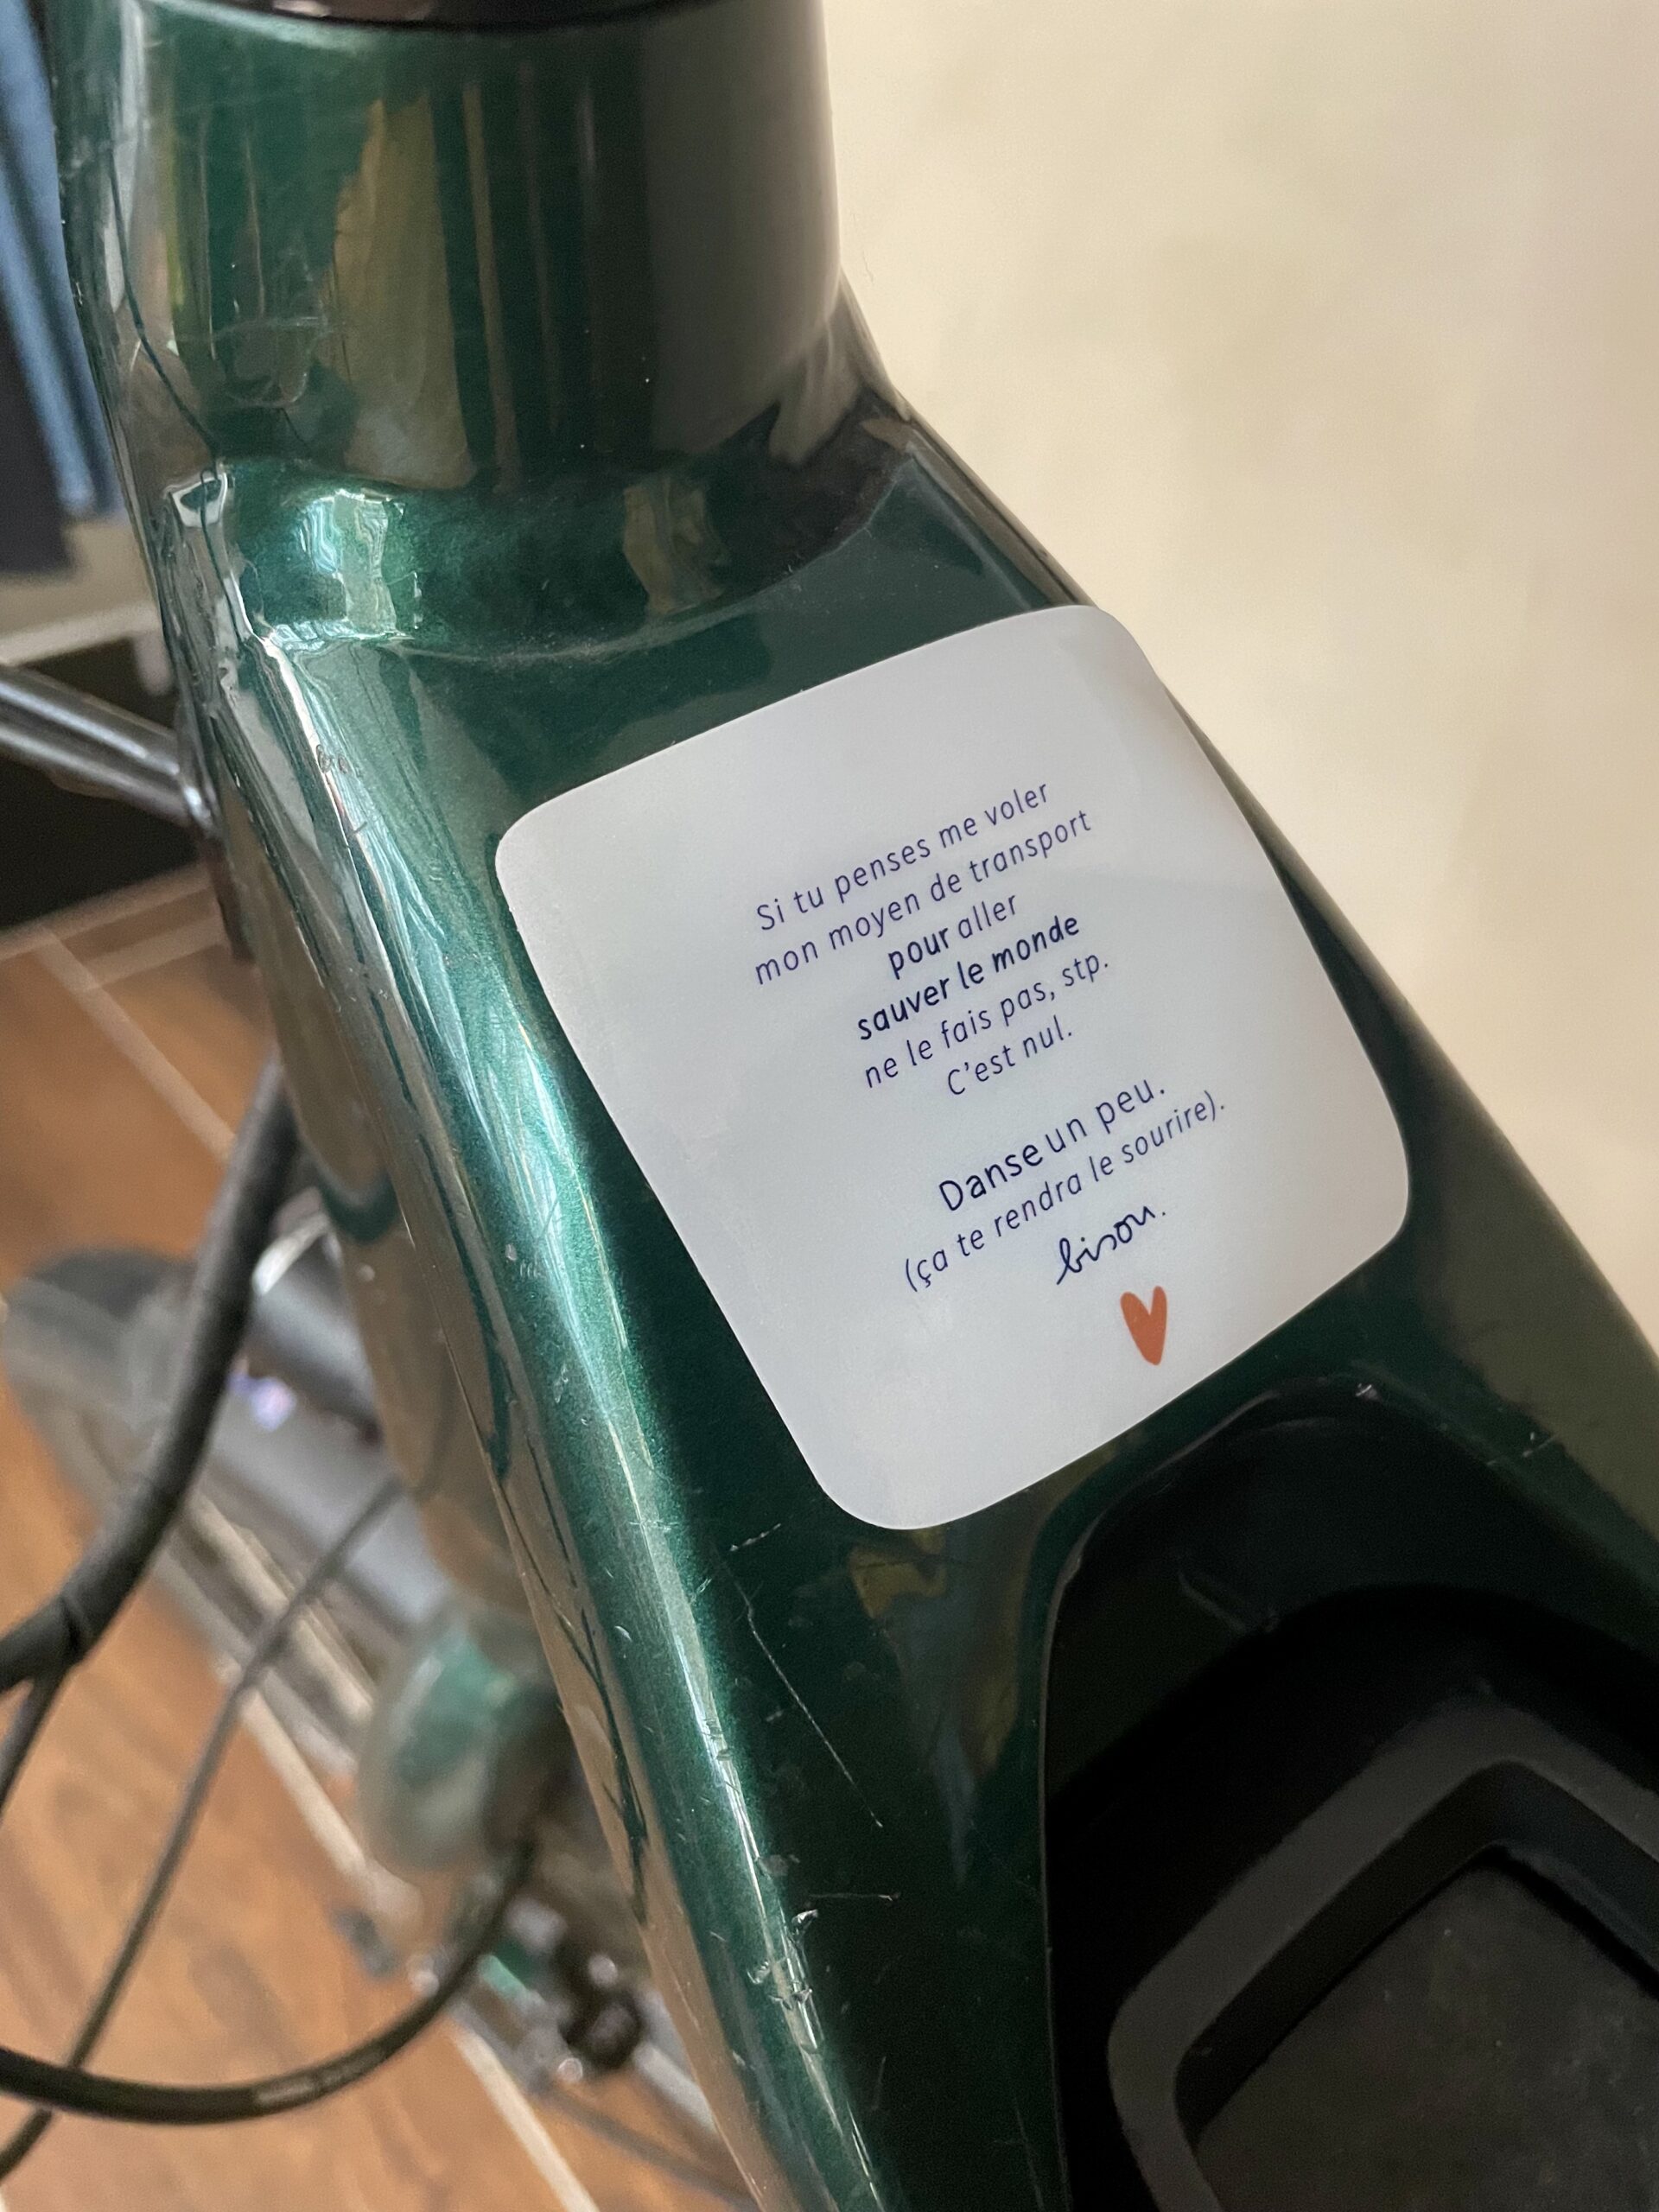 Si tu penses me voler
mon moyen de transport
pour aller
sauver le monde
ne le fais pas, stp.
C'est nul.
Danse un peu.
(ça te rendra le sourire).
bisou.